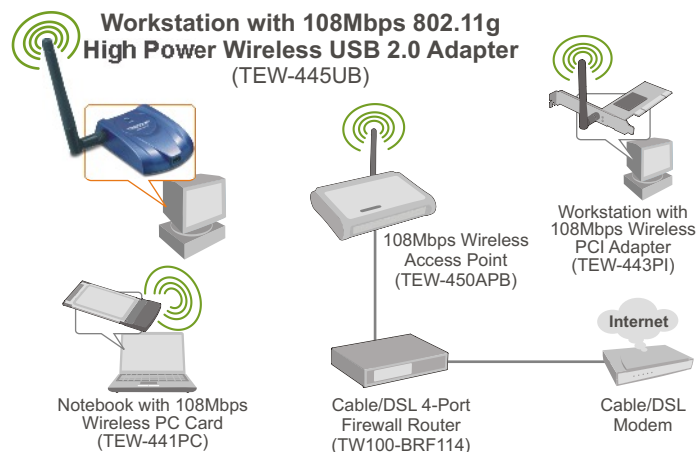 Workstation with 108Mbps 802.11g
High Power Wireless USB 2.0 Adapter
(TEW-445UB)
108Mbps Wireless
Access Point
(TEW-450APB)
Workstation with
108Mbps Wireless
PCI Adapter
(TEW-443PI)
Notebook with 108Mbps
Wireless PC Card
(TEW-441PC)
Cable/DSL 4-Port
Firewall Router
(TW100-BRF114)
Internet
Cable/DSL
Modem